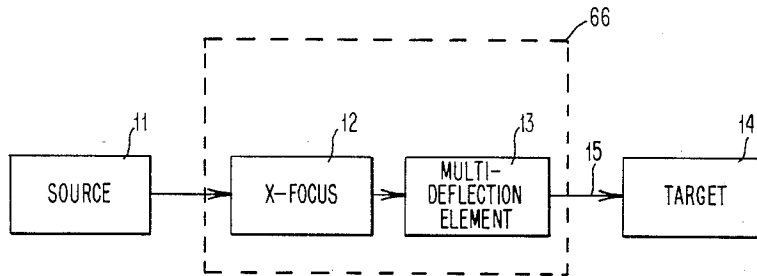 66
11
12
13
15
14
SOURCE
X-FOCUS
MULTI-
DEFLECTION
ELEMENT
TARGET